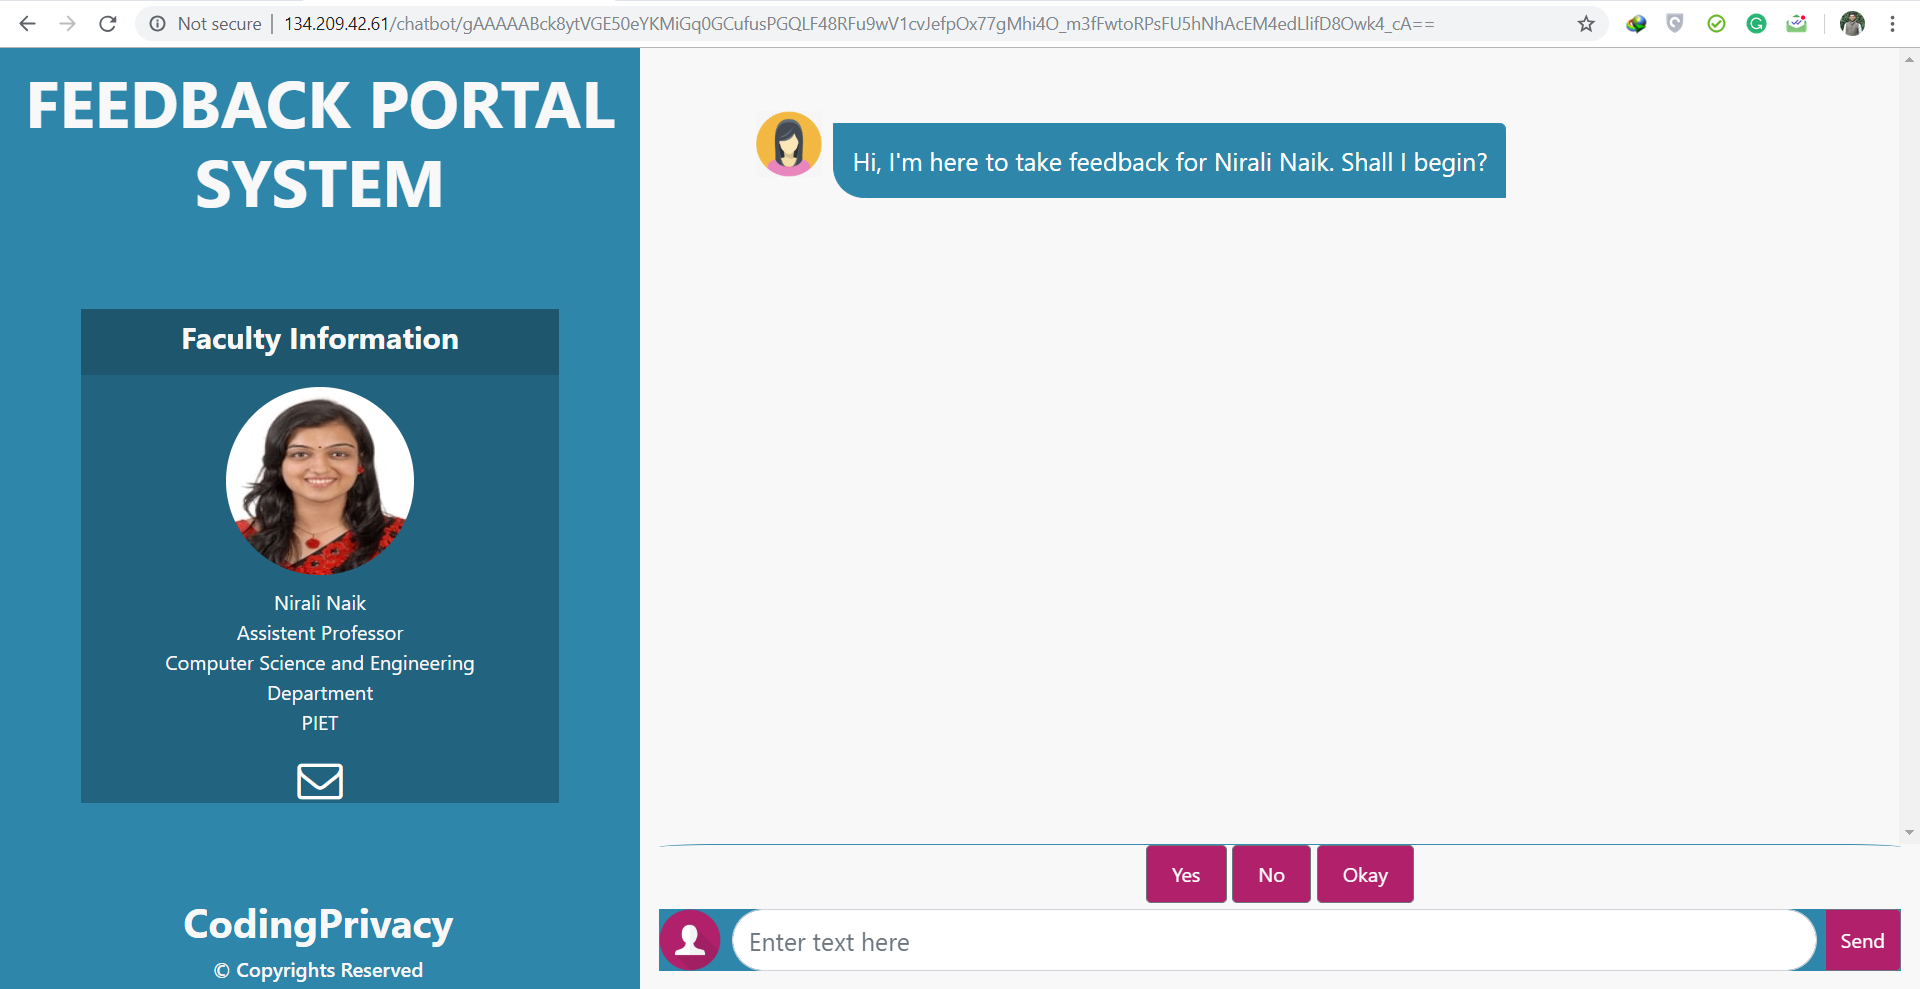 Not secure | 134.209.42.61/chatbot/gAAAAABck8ytVGE50eYKMiGq0GCufusPGQLF48RFu9wV1cvJefpOx77gMhi4O_m3fFwtoRPsFU5hNhAcEM4edLlifD8Owk4_cA==
FEEDBACK PORTAL
SYSTEM
Faculty Information
Nirali Naik
Assistent Professor
Computer Science and Engineering
Department
PIET
CodingPrivacy
© Copyrights Reserved
Hi, I'm here to take feedback for Nirali Naik. Shall I begin?
Yes No Okay
Enter text here Send